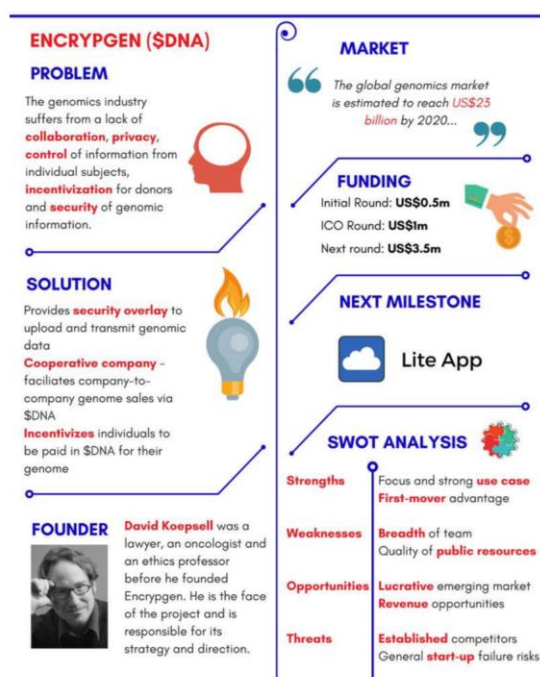 ENCRYPGEN ($DNA)
PROBLEM
The genomics industry
suffers from a lack of
collaboration, privacy,
control of information from
individual subjects,
incentivization for donors
and security of genomic
information.
SOLUTION
Provides security overlay to
upload and transmit genomic
data
Cooperative company -
faciliates company-to-
company genome sales via
$DNA
Incentivizes individuals to
be paid in $DNA for their
genome
FOUNDER
David Koepsell was a
lawyer, an oncologist and
an ethics professor
before he founded
Encrypgen. He is the face
of the project and is
responsible for its
strategy and direction.
MARKET
“
The global genomics market
is estimated to reach US$23
billion by 2020...
”
FUNDING
Initial Round: US$0.5m
ICO Round: US$1m
Next round: US$3.5m
$
NEXT MILESTONE
Lite App
SWOT ANALYSIS
Strengths Focus and strong use case
First-mover advantage
Weaknesses Breadth of team
Quality of public resources
Opportunities Lucrative emerging market
Revenue opportunities
Threats Established competitors
General start-up failure risks